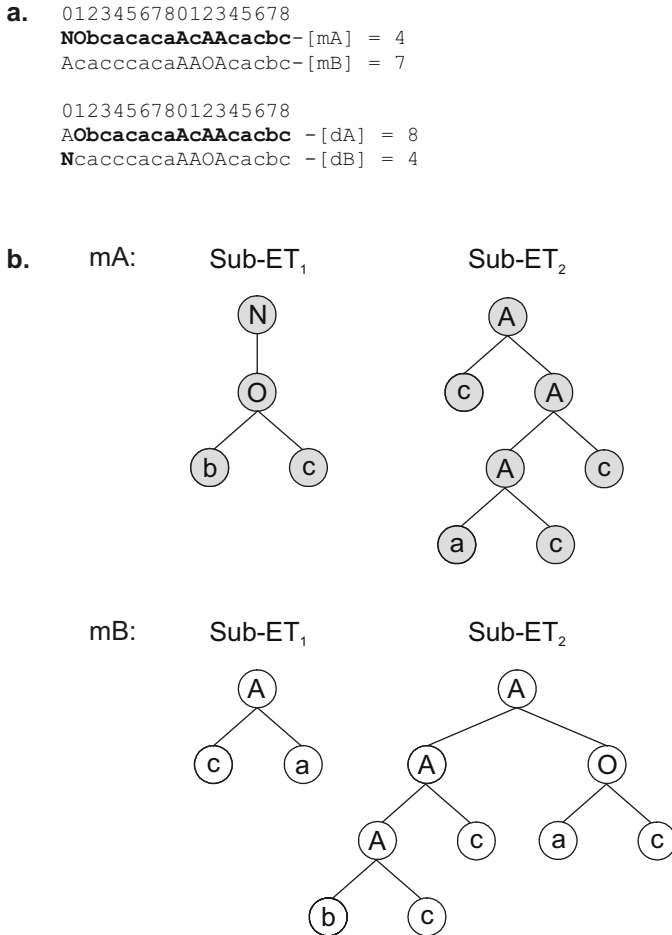 a.
012345678012345678
NObcacacaAcAAcacbc-[mA] = 4
AcacccacaAAOAcacbc-[mB] = 7
012345678012345678
AObcacacaAcAAcacbc -[dA] = 8
NcacccacaAAOAcacbc -[dB] = 4
b. mA: Sub-ET₁ Sub-ET₂
N A
O c A
b c A c
a c
mB: Sub-ET₁ Sub-ET₂
A A
c a A O
A c a c
b c